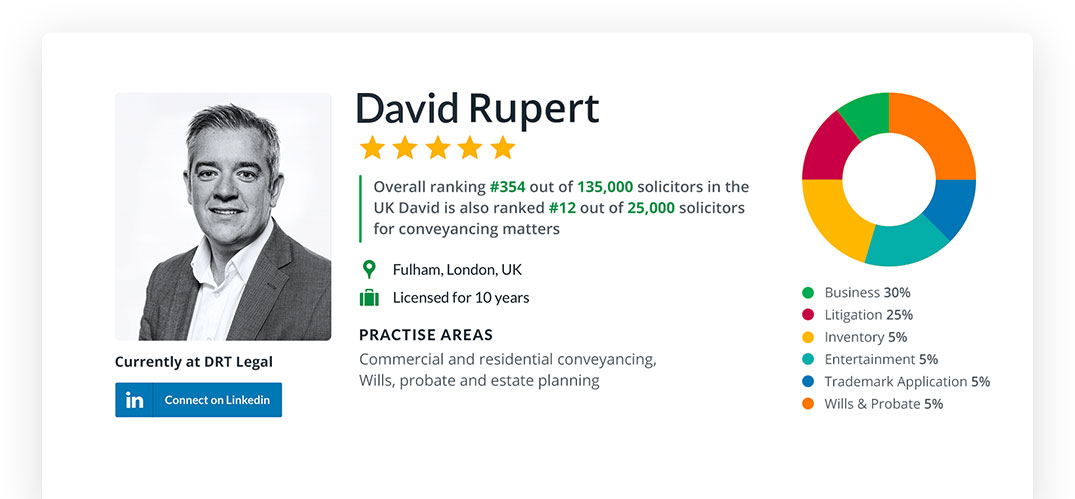 David Rupert
Overall ranking #354 out of 135,000 solicitors in the
UK David is also ranked #12 out of 25,000 solicitors
for conveyancing matters
Fulham, London, UK
Licensed for 10 years
PRACTISE AREAS
Commercial and residential conveyancing,
Wills, probate and estate planning
Currently at DRT Legal
in Connect on Linkedin
Business 30%
Litigation 25%
Inventory 5%
Entertainment 5%
Trademark Application 5%
Wills & Probate 5%